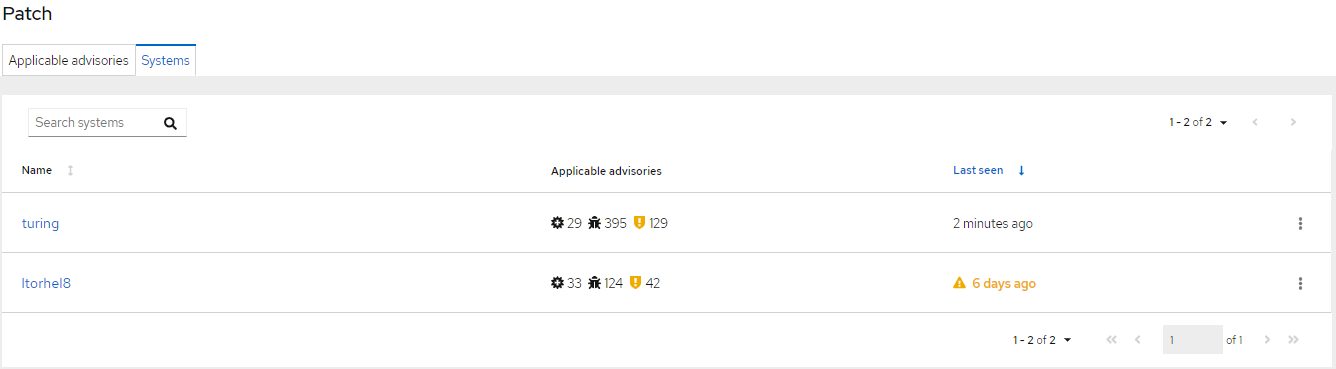 Patch
Applicable advisories Systems
Search systems 1 - 2 of 2
Name Applicable advisories Last seen
turing 29 395 129 2 minutes ago
ltorhel8 33 124 42 6 days ago
1 - 2 of 2 1 of 1